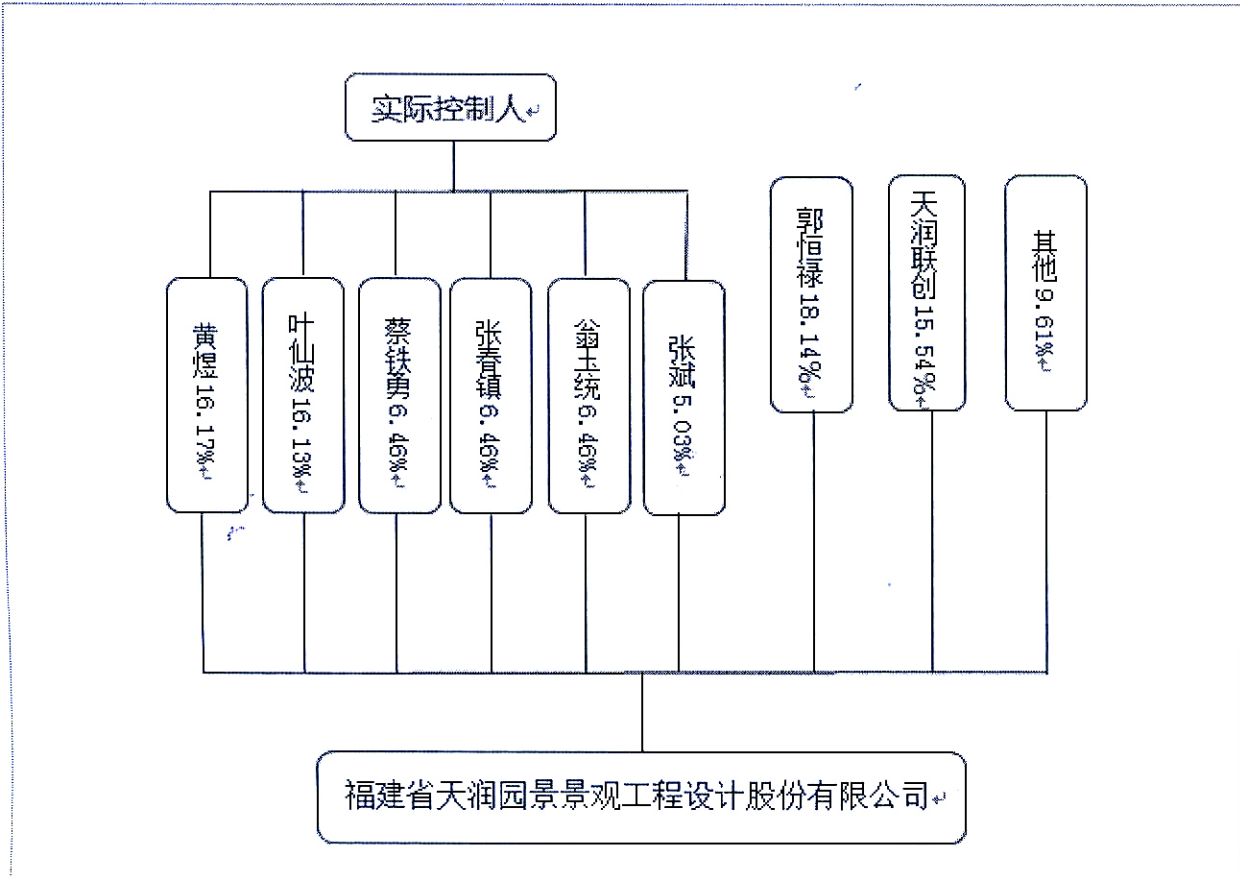 实际控制人
黄煜16.17%
叶仙波16.13%
蔡铁勇6.46%
张春镇6.46%
翁玉统6.46%
张斌5.03%
郭恒禄18.14%
天润联创15.54%
其他9.61%
福建省天润园景景观工程设计股份有限公司